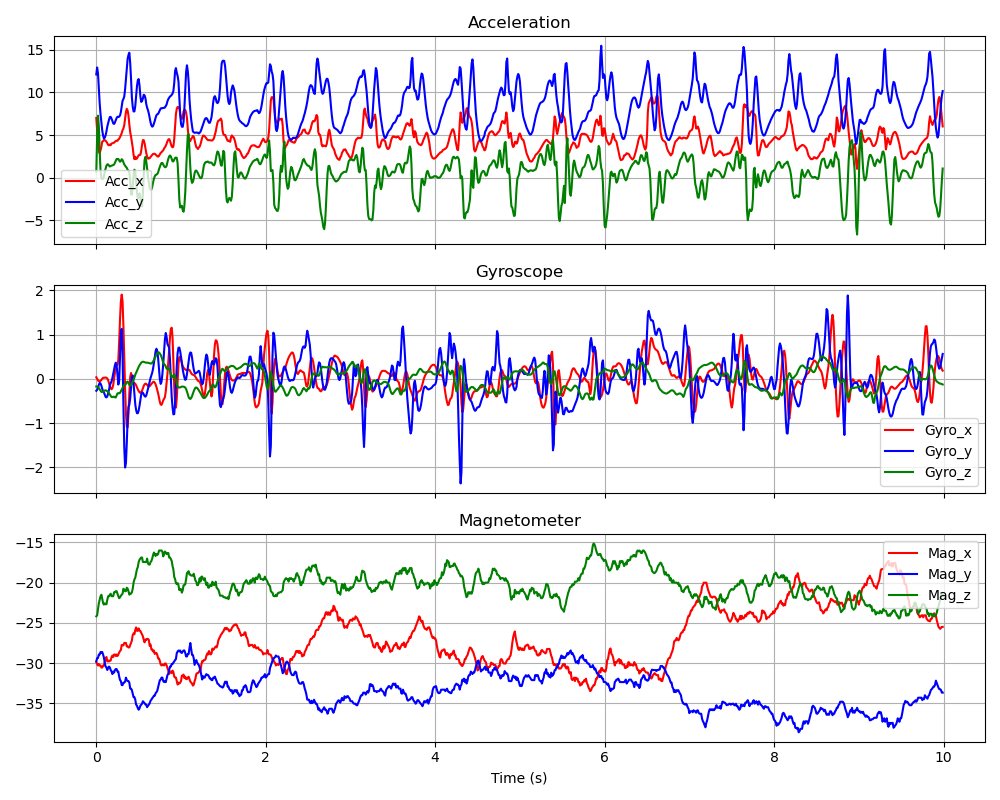 Acceleration
15
10
5
0
−5
Acc_x
Acc_y
Acc_z
Gyroscope
2
1
0
−1
−2
Gyro_x
Gyro_y
Gyro_z
Magnetometer
−15
−20
−25
−30
−35
Mag_x
Mag_y
Mag_z
0 2 4 6 8 10
Time (s)